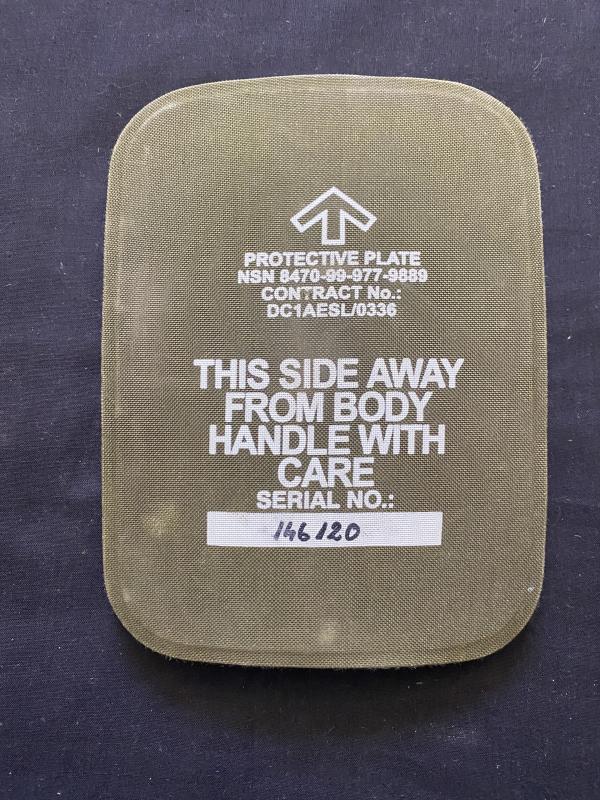 PROTECTIVE PLATE
NSN 8470-99-977-9889
CONTRACT No.:
DC1AESL/0336
THIS SIDE AWAY
FROM BODY
HANDLE WITH
CARE
SERIAL NO.:
146120